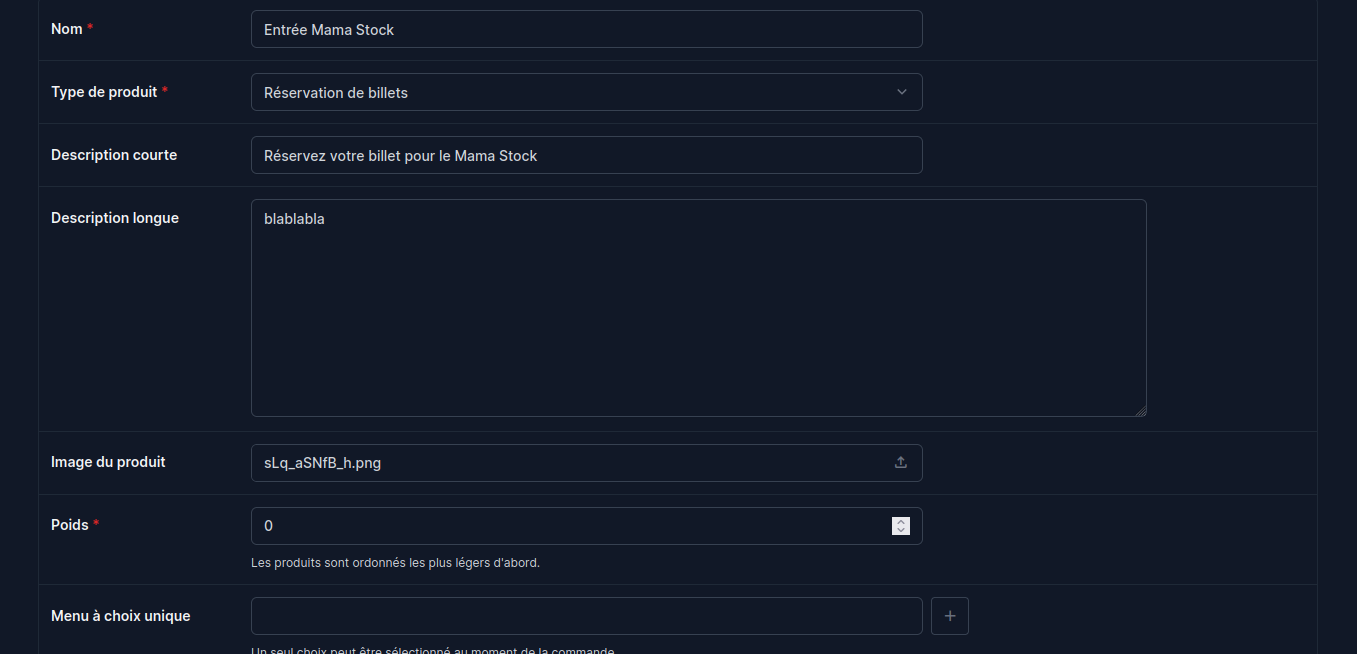 Nom *
Entrée Mama Stock
Type de produit *
Réservation de billets
Description courte
Réservez votre billet pour le Mama Stock
Description longue
blablabla
Image du produit
sLq_aSNfB_h.png
Poids *
0
Les produits sont ordonnés les plus légers d'abord.
Menu à choix unique
Un seul choix peut être sélectionné au moment de la commande